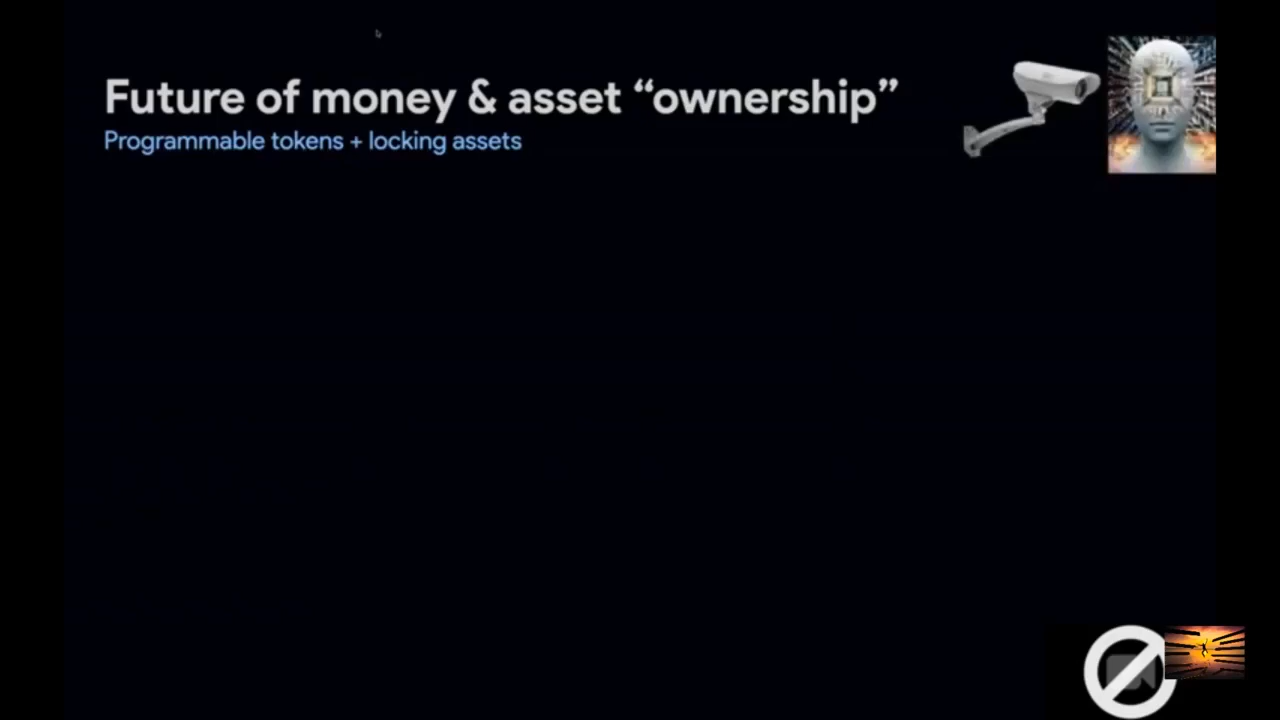 Future of money & asset “ownership”
Programmable tokens + locking assets